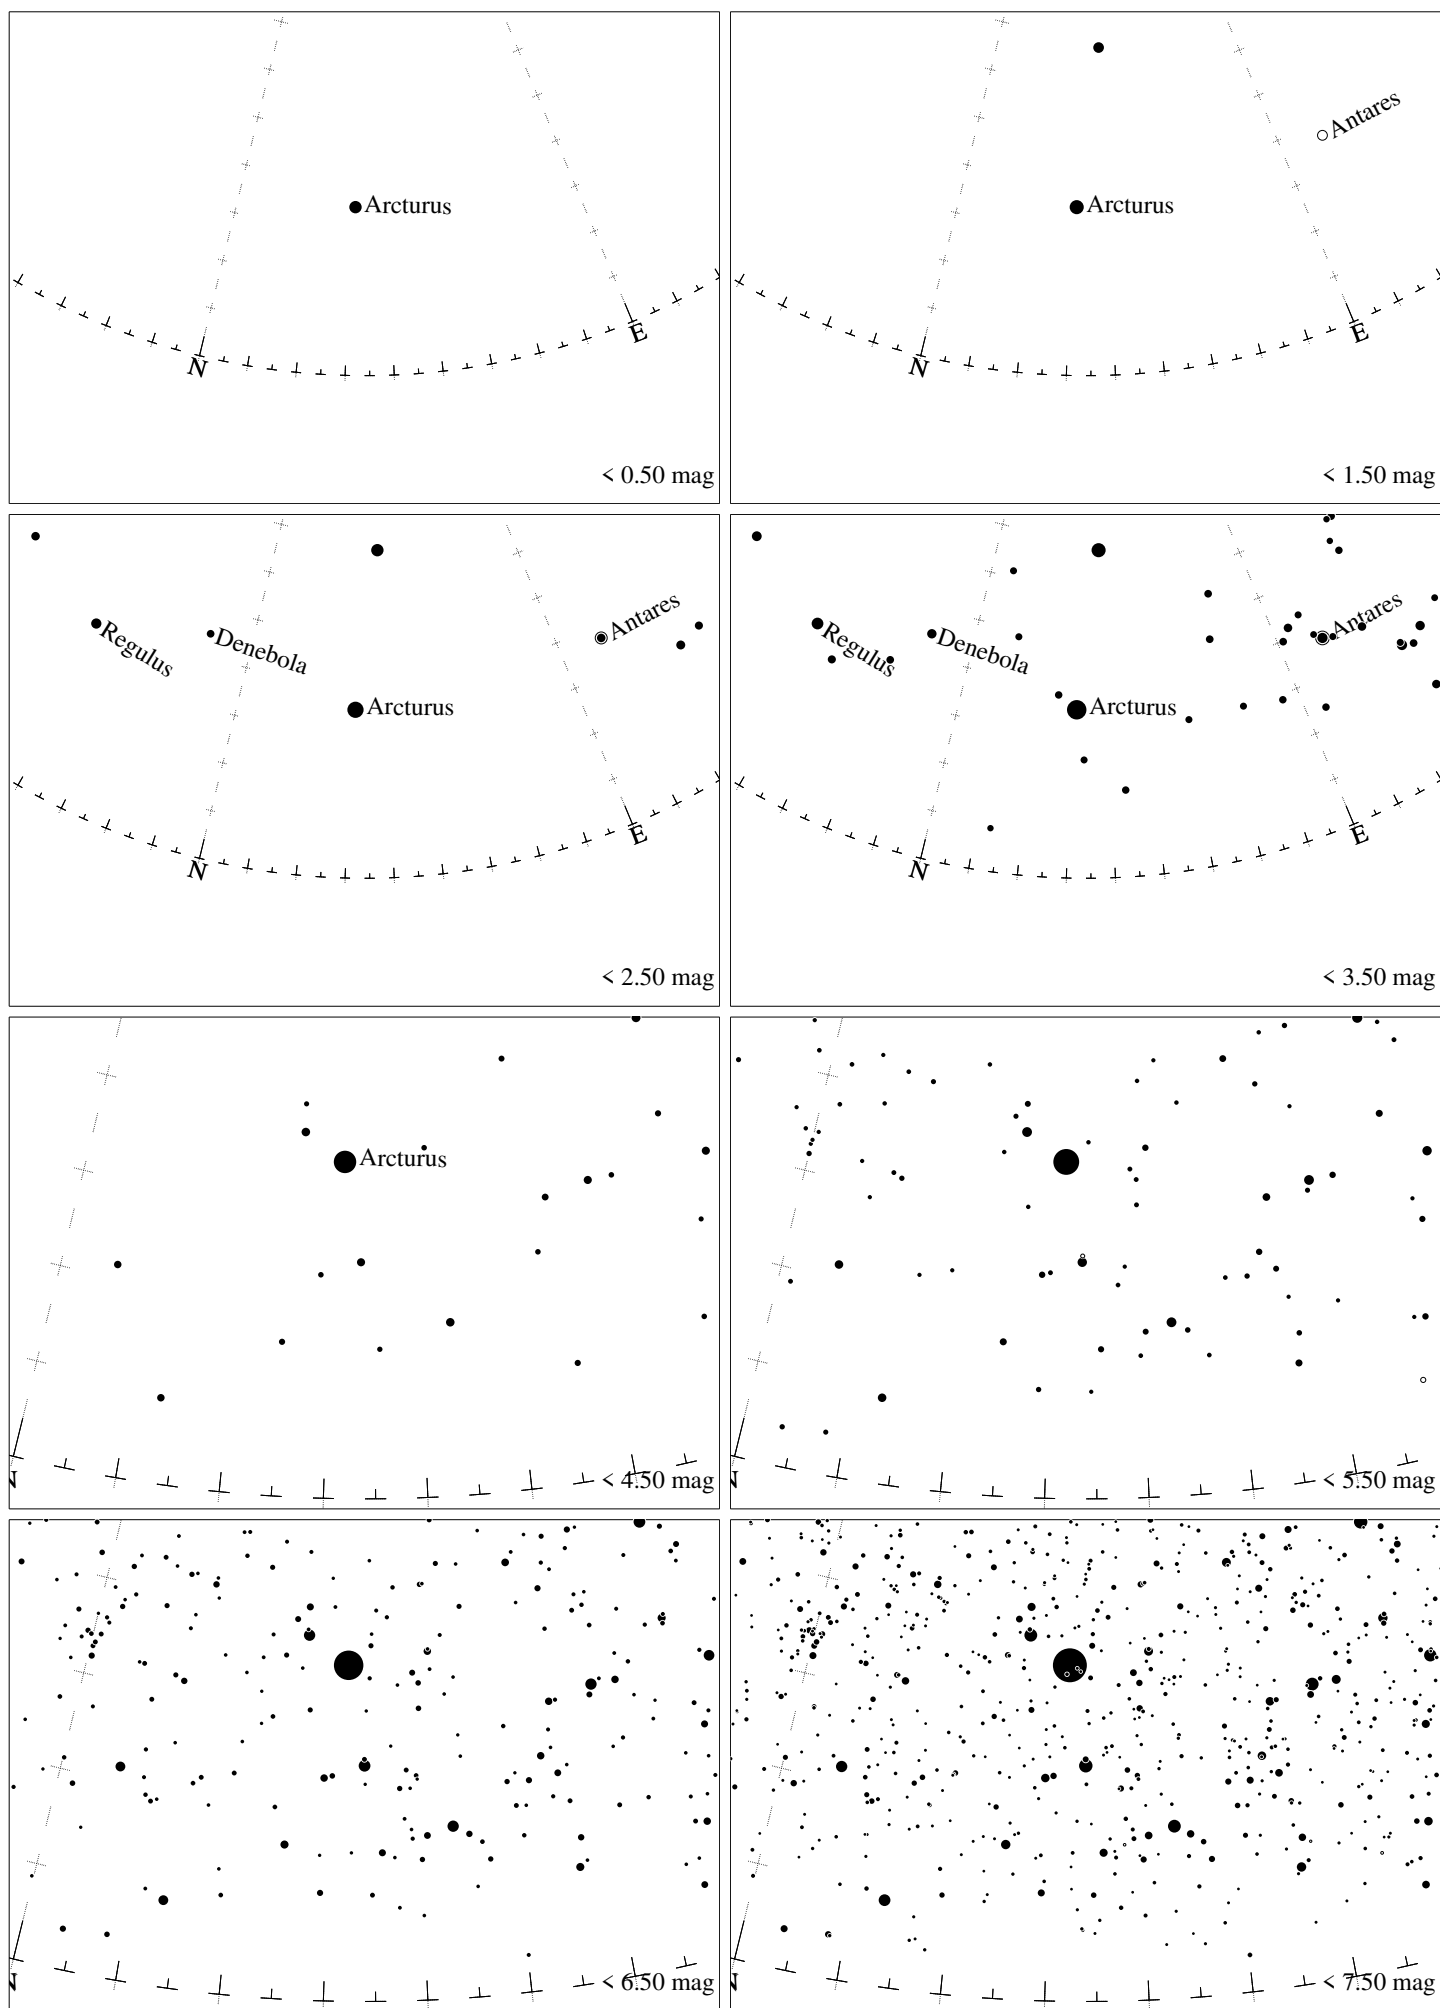 Arcturus
N
E
< 0.50 mag
Antares
Arcturus
N
E
< 1.50 mag
Regulus
Denebola
Antares
Arcturus
N
E
< 2.50 mag
Regulus
Denebola
Antares
Arcturus
N
E
< 3.50 mag
Arcturus
N
< 4.50 mag
N
< 5.50 mag
N
< 6.50 mag
N
< 7.50 mag